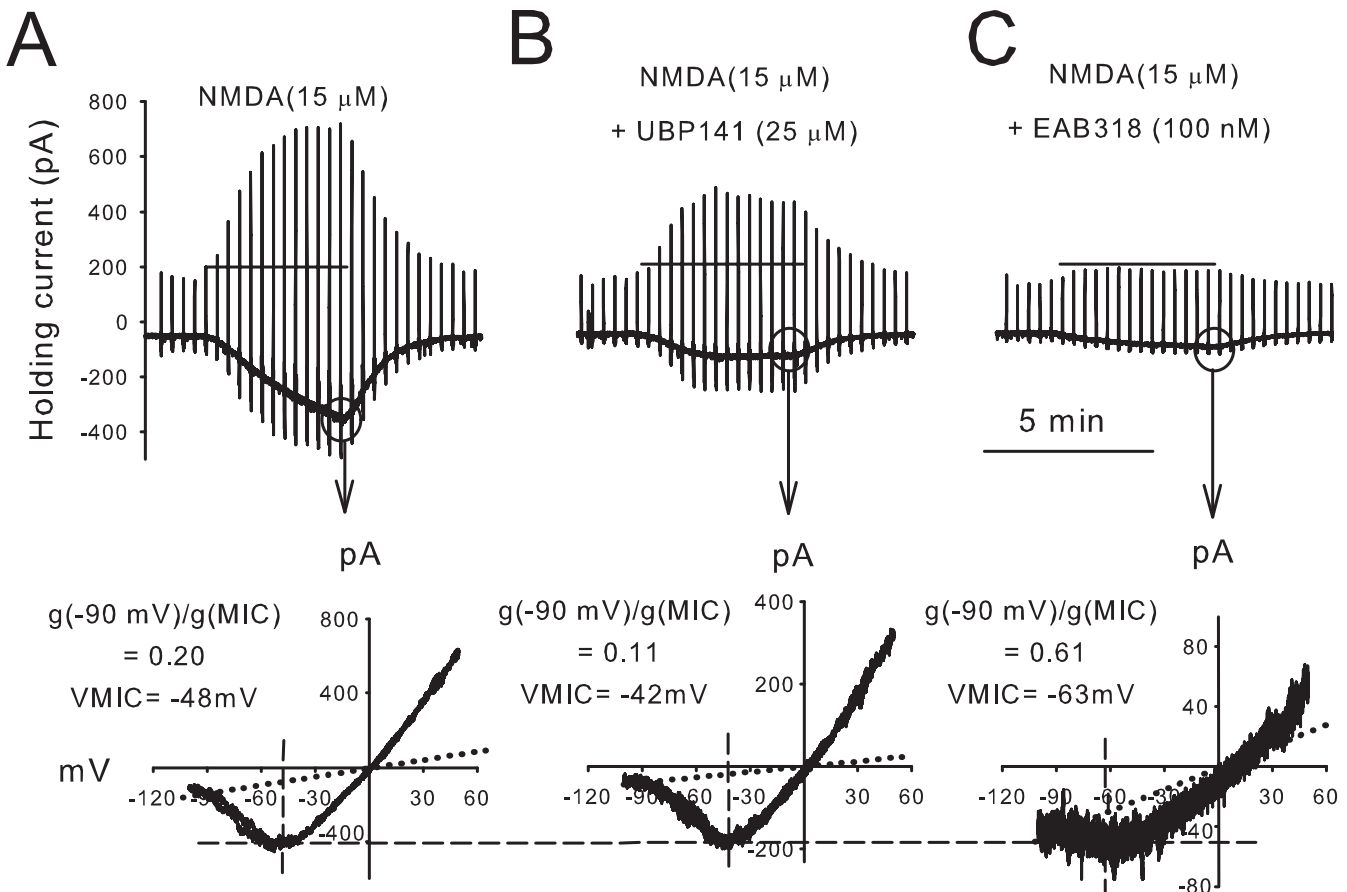 A
B
C
NMDA(15 μM)
NMDA(15 μM)
+ UBP141 (25 μM)
NMDA(15 μM)
+ EAB318 (100 nM)
Holding current (pA)
800
600
400
200
0
-200
-400
5 min
pA
pA
pA
g(-90 mV)/g(MIC)
= 0.20
VMIC= -48mV
800
400
-400
mV
-120
-90
-60
-30
30
60
g(-90 mV)/g(MIC)
= 0.11
VMIC= -42mV
400
200
-200
-120
-90
-60
-30
30
60
g(-90 mV)/g(MIC)
= 0.61
VMIC= -63mV
80
40
-40
-80
-120
-90
-60
-30
30
60